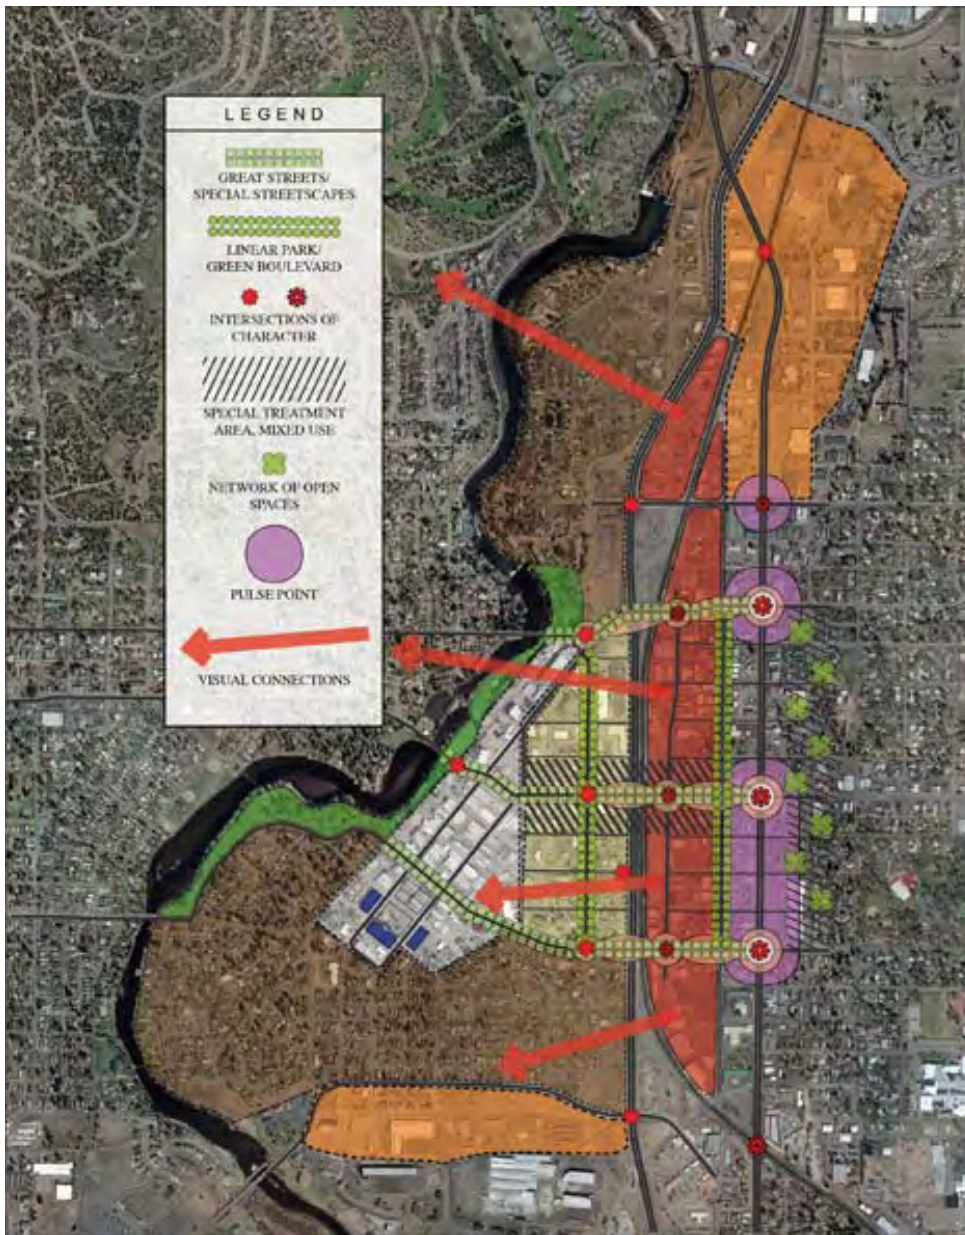 LEGEND
GREAT STREETS/
SPECIAL STREETSCAPES
LINEAR PARK/
GREEN BOULEVARD
INTERSECTIONS OF
CHARACTER
SPECIAL TREATMENT
AREA, MIXED USE
NETWORK OF OPEN
SPACES
PULSE POINT
VISUAL CONNECTIONS